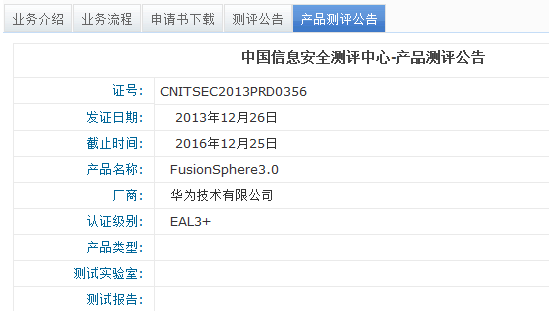 业务介绍 业务流程 申请书下载 测评公告 产品测评公告
中国信息安全测评中心-产品测评公告
证号: CNITSEC2013PRD0356
发证日期: 2013年12月26日
截止时间: 2016年12月25日
产品名称: FusionSphere3.0
厂商: 华为技术有限公司
认证级别: EAL3+
产品类型:
测试实验室:
测试报告: